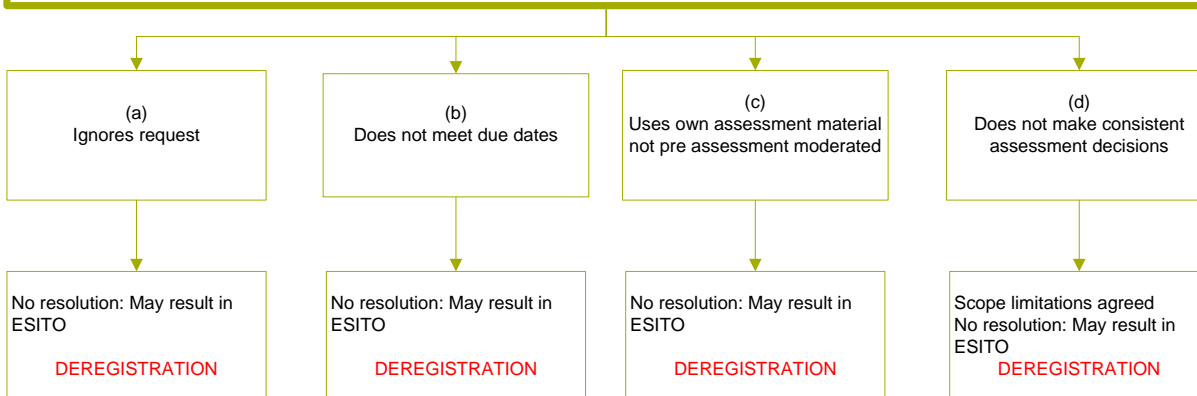 (a)
Ignores request
(b)
Does not meet due dates
(c)
Uses own assessment material
not pre assessment moderated
(d)
Does not make consistent
assessment decisions
No resolution: May result in
ESITO
DEREGISTRATION
No resolution: May result in
ESITO
DEREGISTRATION
No resolution: May result in
ESITO
DEREGISTRATION
Scope limitations agreed
No resolution: May result in
ESITO
DEREGISTRATION